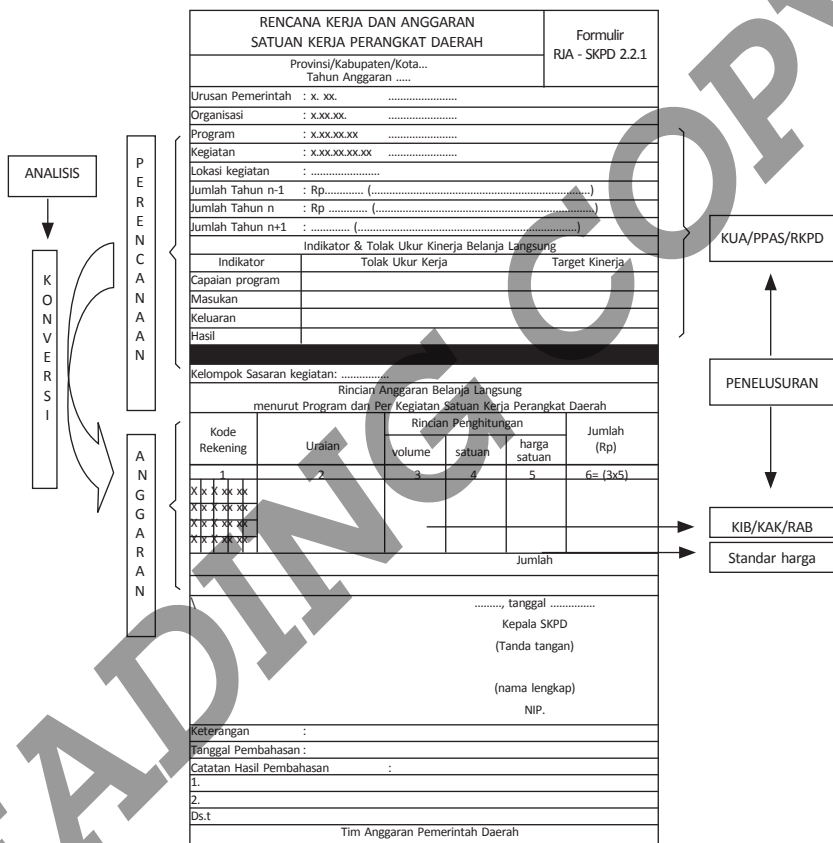 RENCANA KERJA DAN ANGGARAN
SATUAN KERJA PERANGKAT DAERAH
Formulir
RJA - SKPD 2.2.1
Provinsi/Kabupaten/Kota...
Tahun Anggaran .....
Urusan Pemerintah : x. xx. .......................
Organisasi : x.xx.xx. .......................
Program : x.xx.xx.xx .......................
Kegiatan : x.xx.xx.xx.xx .......................
Lokasi kegiatan : .......................
Jumlah Tahun n-1 : Rp............. (..........................................................................)
Jumlah Tahun n : Rp ............. (..........................................................................)
Jumlah Tahun n+1 : ............. (..........................................................................)
Indikator & Tolak Ukur Kinerja Belanja Langsung
Indikator Tolak Ukur Kerja Target Kinerja
Capaian program
Masukan
Keluaran
Hasil
Kelompok Sasaran kegiatan: ................
Rincian Anggaran Belanja Langsung
menurut Program dan Per Kegiatan Satuan Kerja Perangkat Daerah
Kode
Rekening
Uraian
Rincian Penghitungan
volume satuan harga
satuan
Jumlah
(Rp)
1 2 3 4 5 6= (3x5)
X x X xx xx
X x X xx xx
X x X xx xx
X x X xx xx
Jumlah
........., tanggal ...............
Kepala SKPD
(Tanda tangan)
(nama lengkap)
NIP.
Keterangan :
Tanggal Pembahasan :
Catatan Hasil Pembahasan :
1.
2.
Ds.t
Tim Anggaran Pemerintah Daerah
ANALISIS
KONVERSI
PERENCANAAN
ANGGARAN
KUA/PPAS/RKPD
PENELUSURAN
KIB/KAK/RAB
Standar harga
EADING COPY